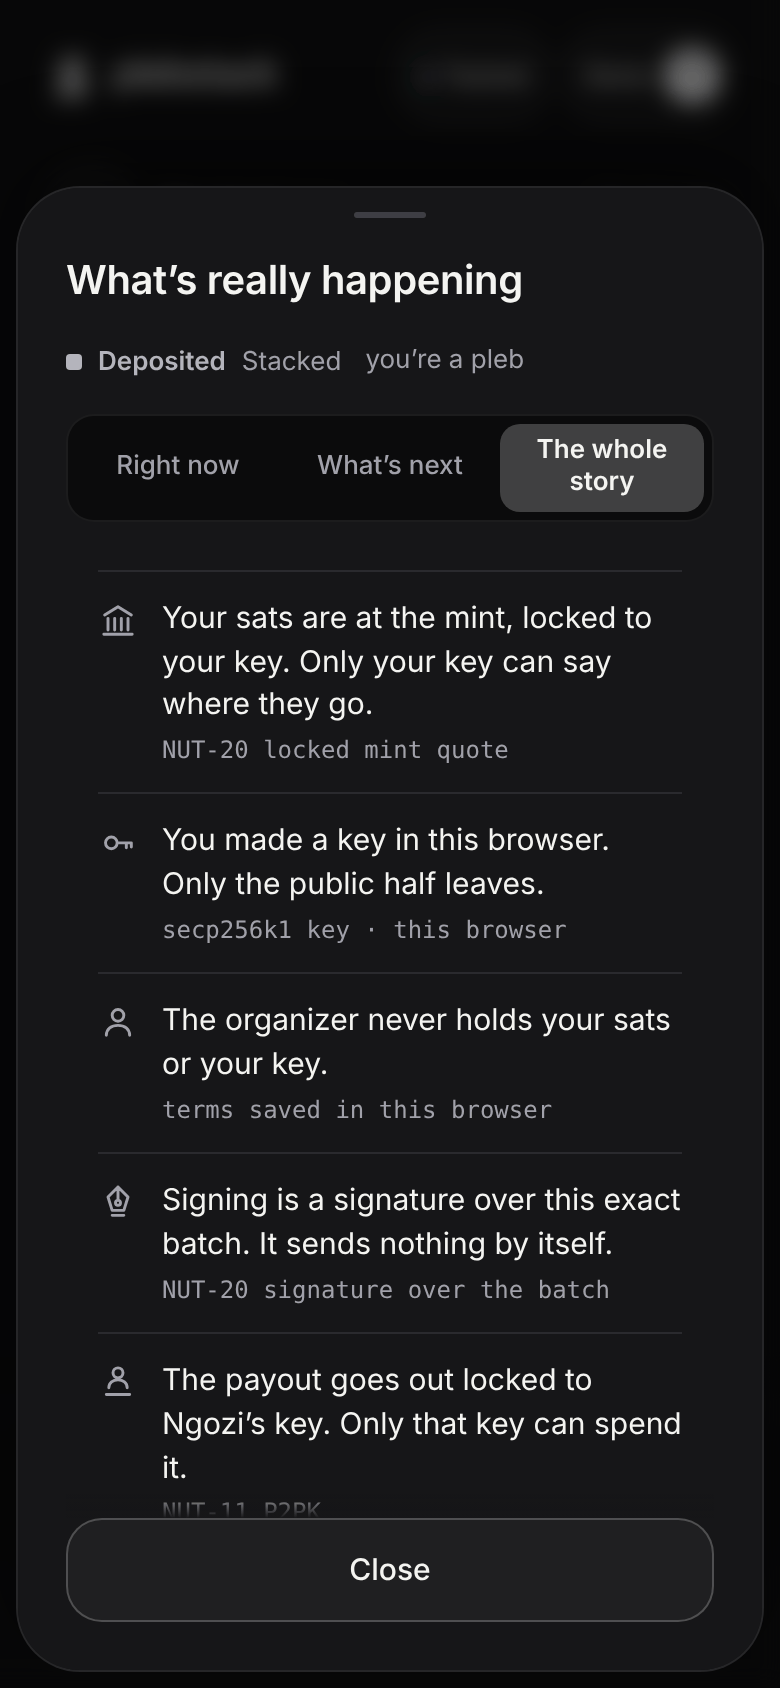 What’s really happening
Deposited Stacked you’re a pleb
Right now What’s next The whole story
Your sats are at the mint, locked to
your key. Only your key can say
where they go.
NUT-20 locked mint quote
You made a key in this browser.
Only the public half leaves.
secp256k1 key · this browser
The organizer never holds your sats
or your key.
terms saved in this browser
Signing is a signature over this exact
batch. It sends nothing by itself.
NUT-20 signature over the batch
The payout goes out locked to
Ngozi’s key. Only that key can spend
it.
NUT-11 P2PK
Close